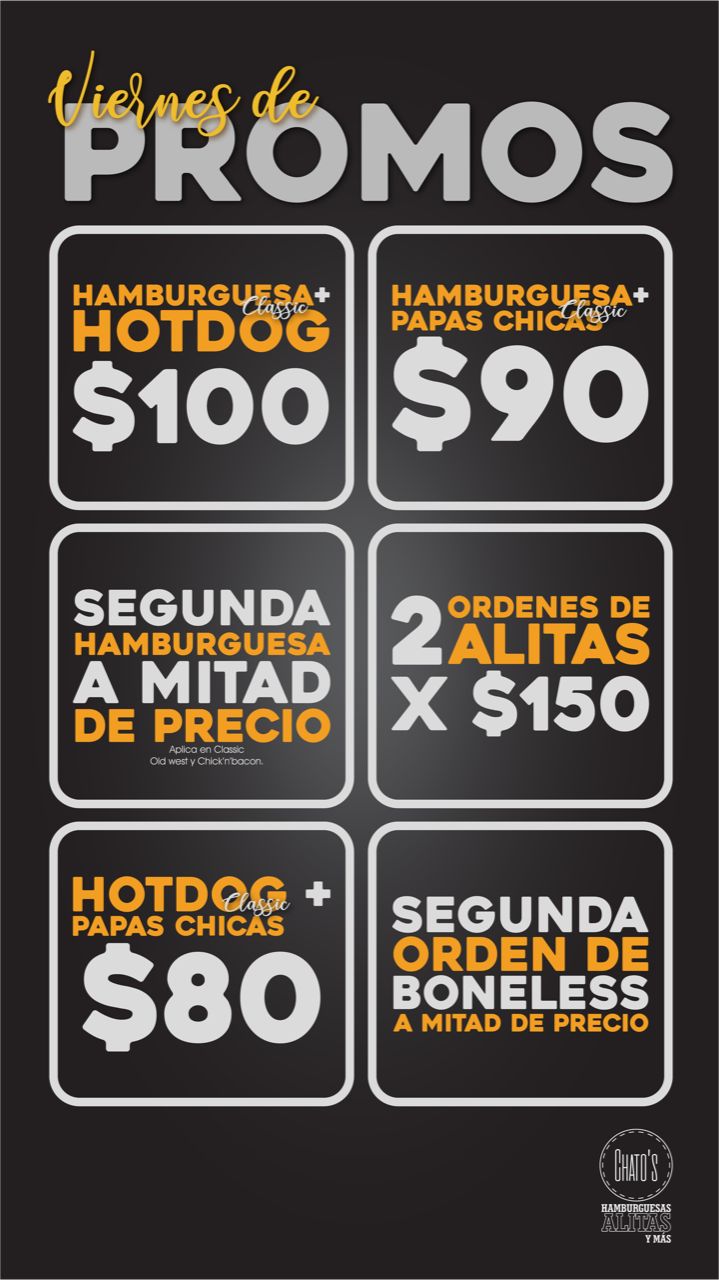 Viernes de
PROMOS
HAMBURGUESA+
Classic
HOTDOG
$100
HAMBURGUESA+
Classic
PAPAS CHICAS
$90
SEGUNDA
HAMBURGUESA
A MITAD
DE PRECIO
Aplica en Classic
Old west y Chick'n'bacon.
2 ORDENES DE
ALITAS
X $150
HOTDOG +
Classic
PAPAS CHICAS
$80
SEGUNDA
ORDEN DE
BONELESS
A MITAD DE PRECIO
CHATO'S
HAMBURGUESAS
ALITAS
Y MÁS